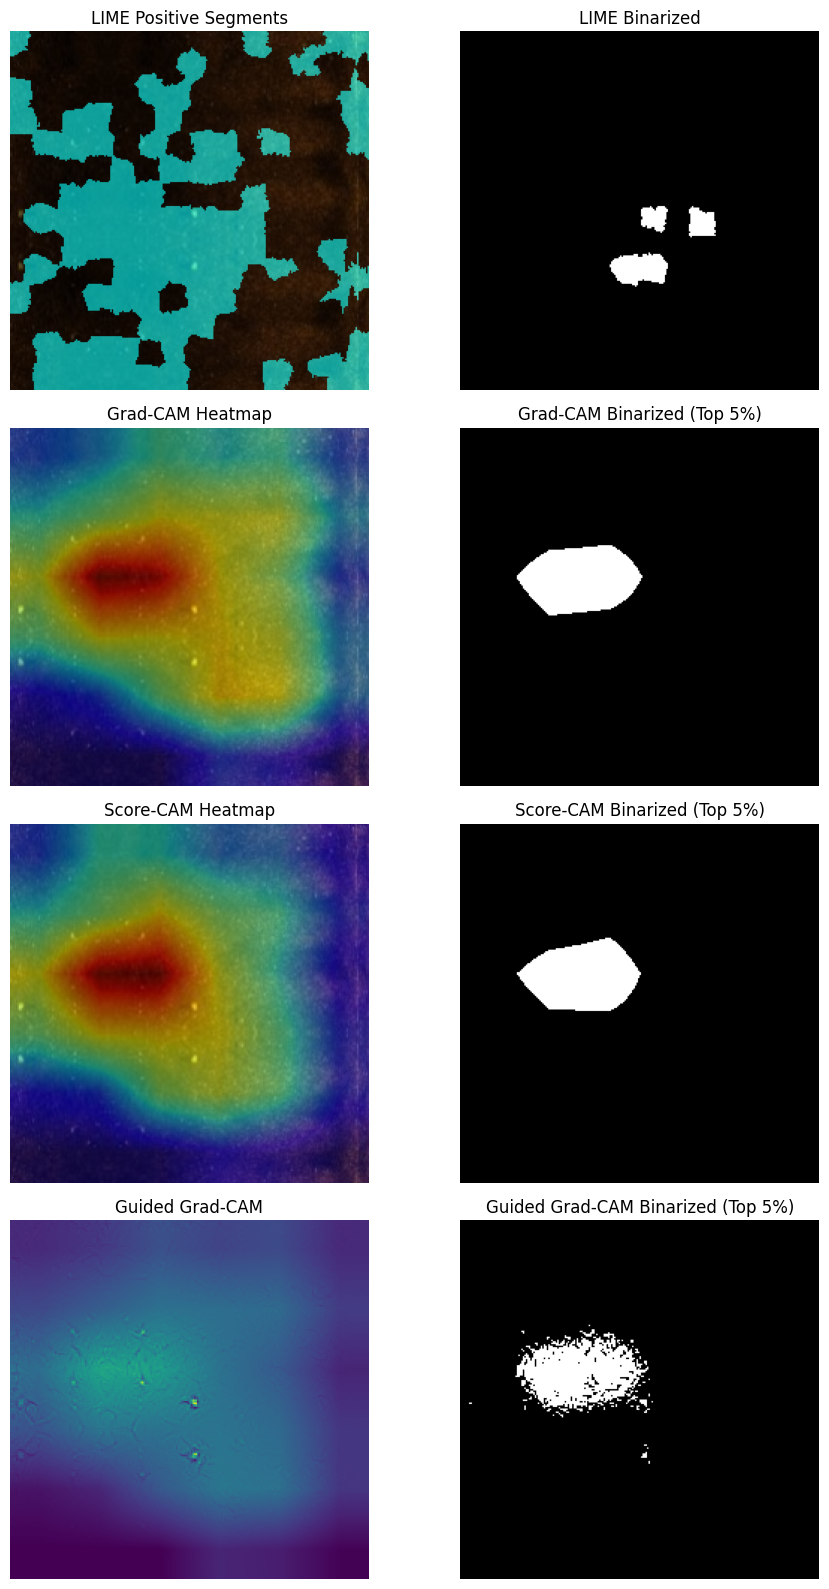 LIME Positive Segments
LIME Binarized
Grad-CAM Heatmap
Grad-CAM Binarized (Top 5%)
Score-CAM Heatmap
Score-CAM Binarized (Top 5%)
Guided Grad-CAM
Guided Grad-CAM Binarized (Top 5%)